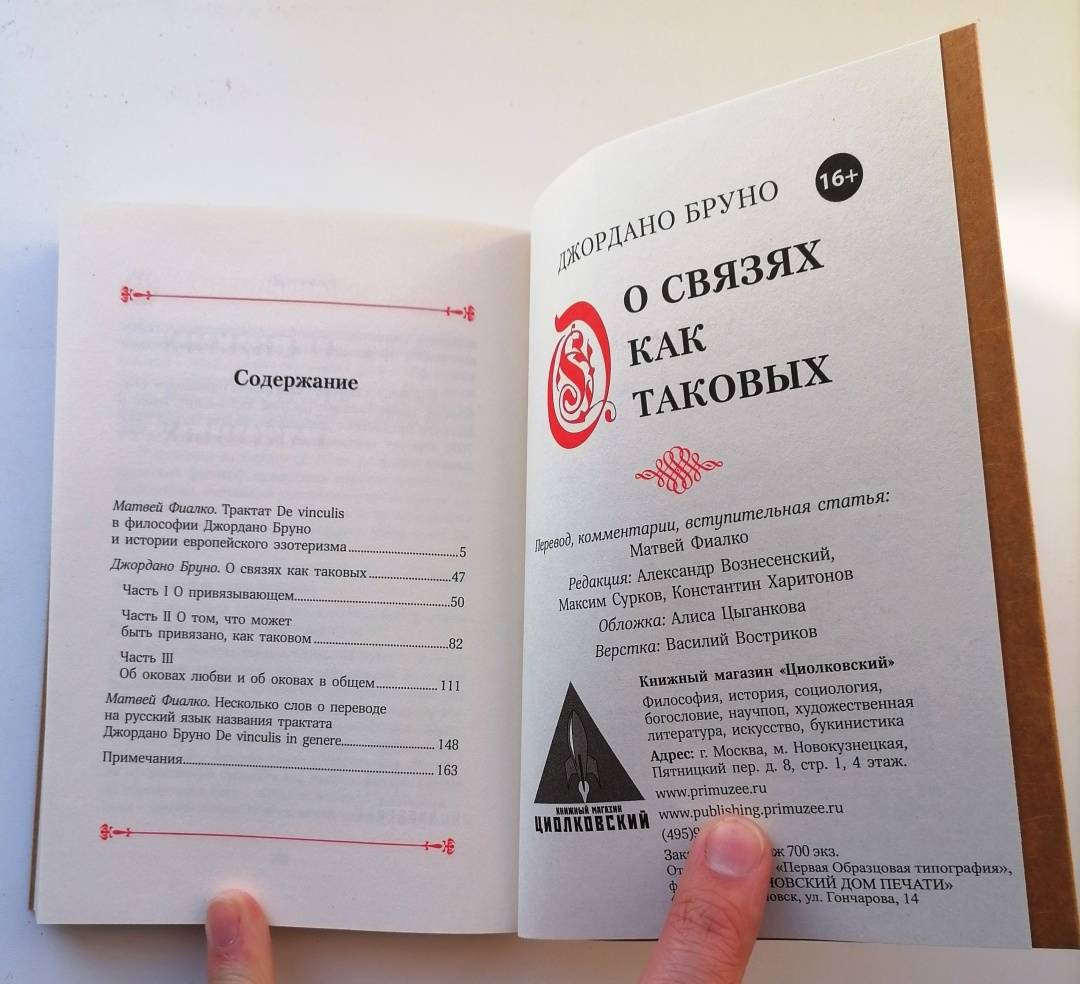 Содержание
Матвей Фиалко. Трактат De vinculis
в философии Джордано Бруно
и истории европейского эзотеризма........................5
Джордано Бруно. О связях как таковых..................47
Часть I О привязывающем.....................................50
Часть II О том, что может
быть привязано, как таковом................................82
Часть III
Об оковах любви и об оковах в общем...............111
Матвей Фиалко. Несколько слов о переводе
на русский язык названия трактата
Джордано Бруно De vinculis in genere.....................148
Примечания..............................................................163
16+
ДЖОРДАНО БРУНО
О СВЯЗЯХ
КАК
ТАКОВЫХ
Перевод, комментарии, вступительная статья:
Матвей Фиалко
Редакция: Александр Вознесенский,
Максим Сурков, Константин Харитонов
Обложка: Алиса Цыганкова
Верстка: Василий Востриков
Книжный магазин «Циолковский»
Философия, история, социология,
богословие, научпоп, художественная
литература, искусство, букинистика
Адрес: г. Москва, м. Новокузнецкая,
Пятницкий пер. д. 8, стр. 1, 4 этаж.
www.primuzee.ru
www.publishing.primuzee.ru
КНИЖНЫЙ МАГАЗИН
ЦИОЛКОВСКИЙ
(495)9
700 экз.
«Первая Образцовая типография»,
ДОМ ПЕЧАТИ»
ул. Гончарова, 14